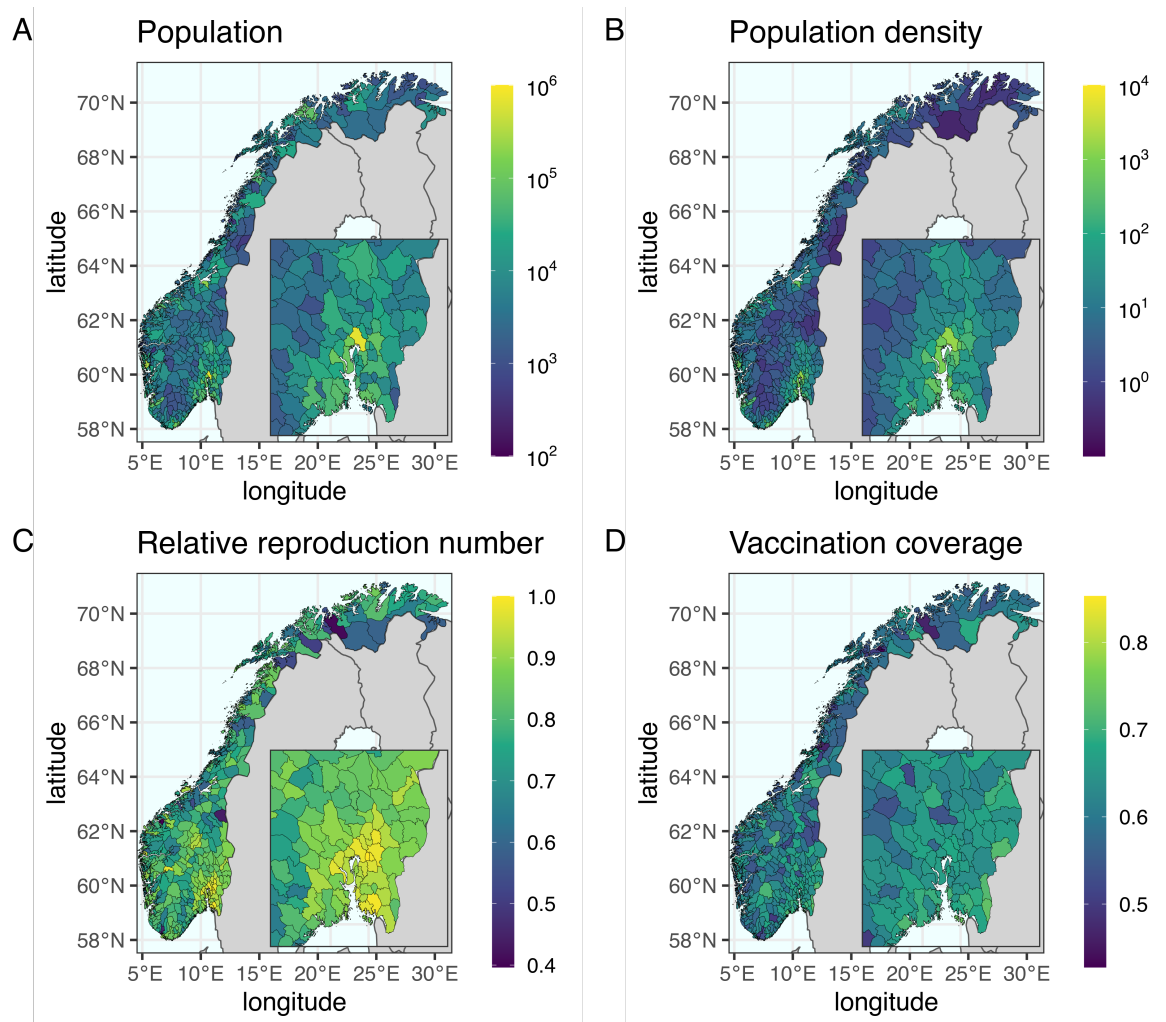 A
Population
70°N
68°N
66°N
64°N
62°N
60°N
58°N
5°E 10°E 15°E 20°E 25°E 30°E
longitude
latitude
10⁶
10⁵
10⁴
10³
10²
B
Population density
70°N
68°N
66°N
64°N
62°N
60°N
58°N
5°E 10°E 15°E 20°E 25°E 30°E
longitude
latitude
10⁴
10³
10²
10¹
10⁰
C
Relative reproduction number
70°N
68°N
66°N
64°N
62°N
60°N
58°N
5°E 10°E 15°E 20°E 25°E 30°E
longitude
latitude
1.0
0.9
0.8
0.7
0.6
0.5
0.4
D
Vaccination coverage
70°N
68°N
66°N
64°N
62°N
60°N
58°N
5°E 10°E 15°E 20°E 25°E 30°E
longitude
latitude
0.8
0.7
0.6
0.5